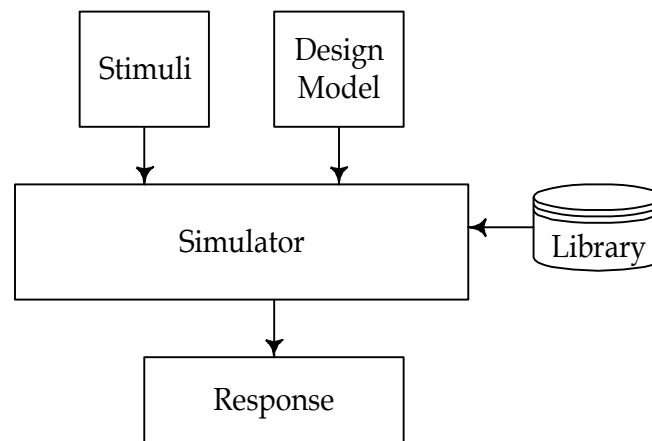 Stimuli
Design
Model
Simulator
Library
Response